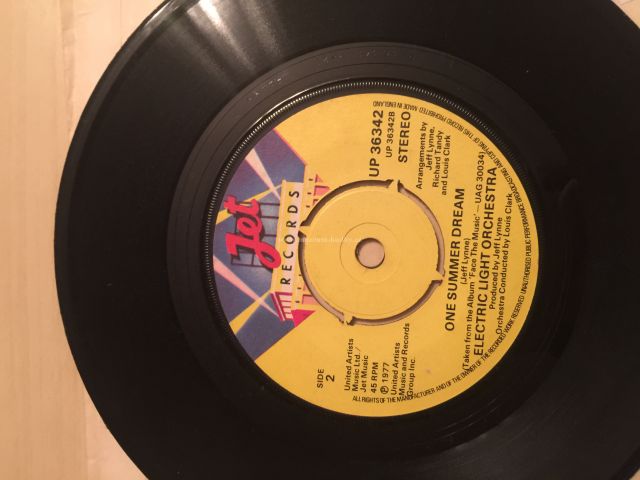 Jet
RECORDS
UP 36342
UP 36342B
STEREO
Arrangements by
Jeff Lynne,
Richard Tandy
and Louis Clark
SIDE
2
United Artists
Music Ltd./
Jet Music
45 RPM
℗ 1977
United Artists
Music and Records
Group Inc.
ONE SUMMER DREAM
(Jeff Lynne)
(Taken from the Album 'Face The Music' — UAG 30034)
ELECTRIC LIGHT ORCHESTRA
Produced by Jeff Lynne
Orchestra Conducted by Louis Clark
ALL RIGHTS OF THE MANUFACTURER AND OF THE OWNER OF THE RECORDED WORK RESERVED UNAUTHORISED PUBLIC PERFORMANCE BROADCASTING AND COPYING OF THIS RECORD PROHIBITED MADE IN ENGLAND